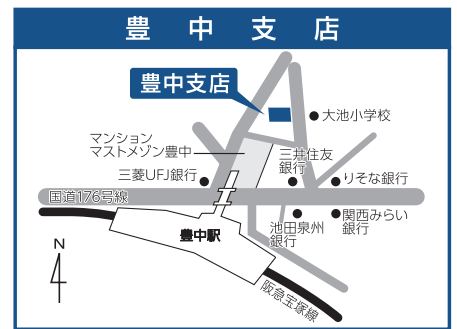 豊中支店
豊中支店
大池小学校
マンション
マストメゾン豊中
三井住友
銀行
三菱UFJ銀行
りそな銀行
国道176号線
池田泉州
銀行
関西みらい
銀行
豊中駅
N
阪急宝塚線